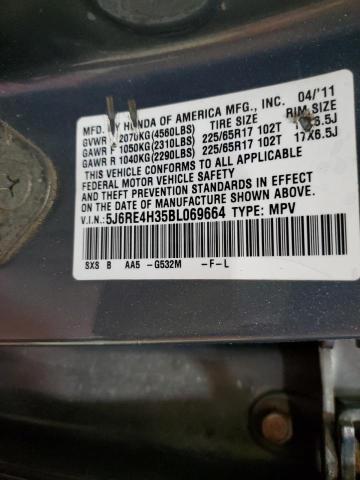 MFD. BY HONDA OF AMERICA MFG., INC. 04/'11
GVWR 2070KG(4560LBS) TIRE SIZE RIM SIZE
GAWR F 1050KG(2310LBS) 225/65R17 102T 17X6.5J
GAWR R 1040KG(2290LBS) 225/65R17 102T 17X6.5J
THIS VEHICLE CONFORMS TO ALL APPLICABLE
FEDERAL MOTOR VEHICLE SAFETY
AND THEFT PREVENTION STANDARDS IN EFFECT
ON THE DATE OF MANUFACTURE SHOWN ABOVE.
V.I.N.: 5J6RE4H35BL069664 TYPE: MPV
SXS B AA5 -G532M -F-L